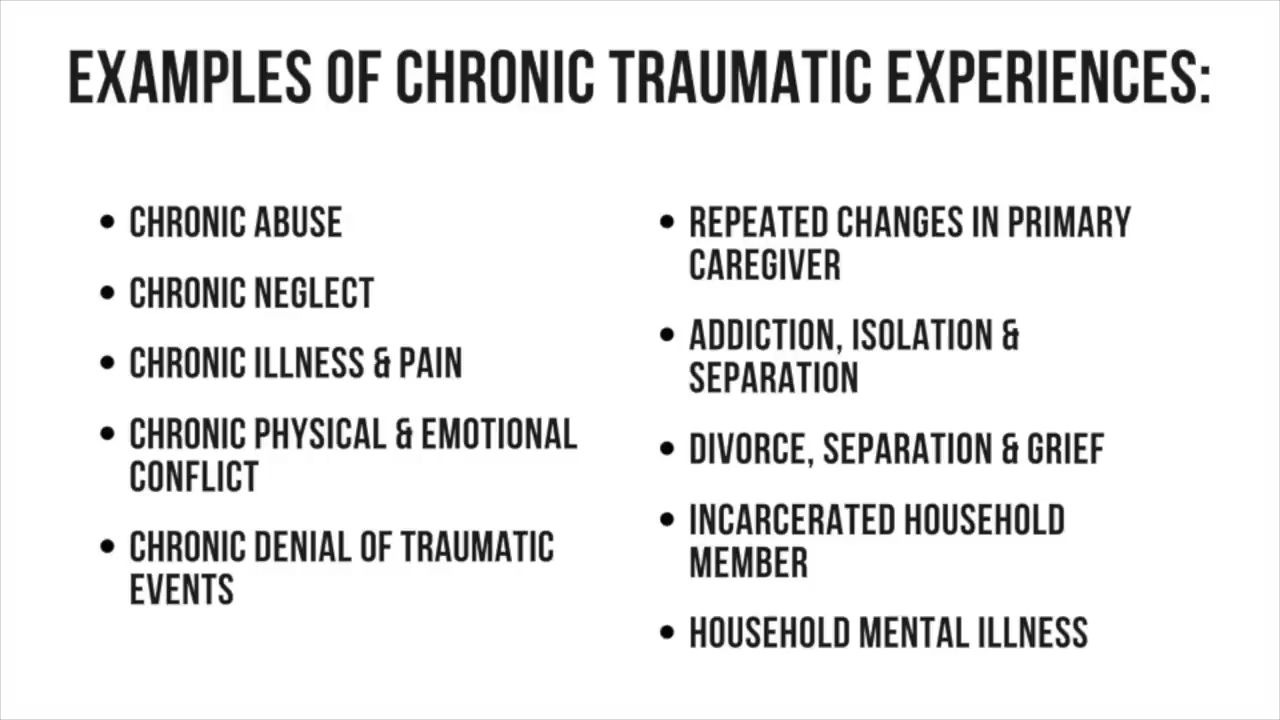 EXAMPLES OF CHRONIC TRAUMATIC EXPERIENCES:
• CHRONIC ABUSE
• CHRONIC NEGLECT
• CHRONIC ILLNESS & PAIN
• CHRONIC PHYSICAL & EMOTIONAL
CONFLICT
• CHRONIC DENIAL OF TRAUMATIC
EVENTS
• REPEATED CHANGES IN PRIMARY
CAREGIVER
• ADDICTION, ISOLATION &
SEPARATION
• DIVORCE, SEPARATION & GRIEF
• INCARCERATED HOUSEHOLD
MEMBER
• HOUSEHOLD MENTAL ILLNESS